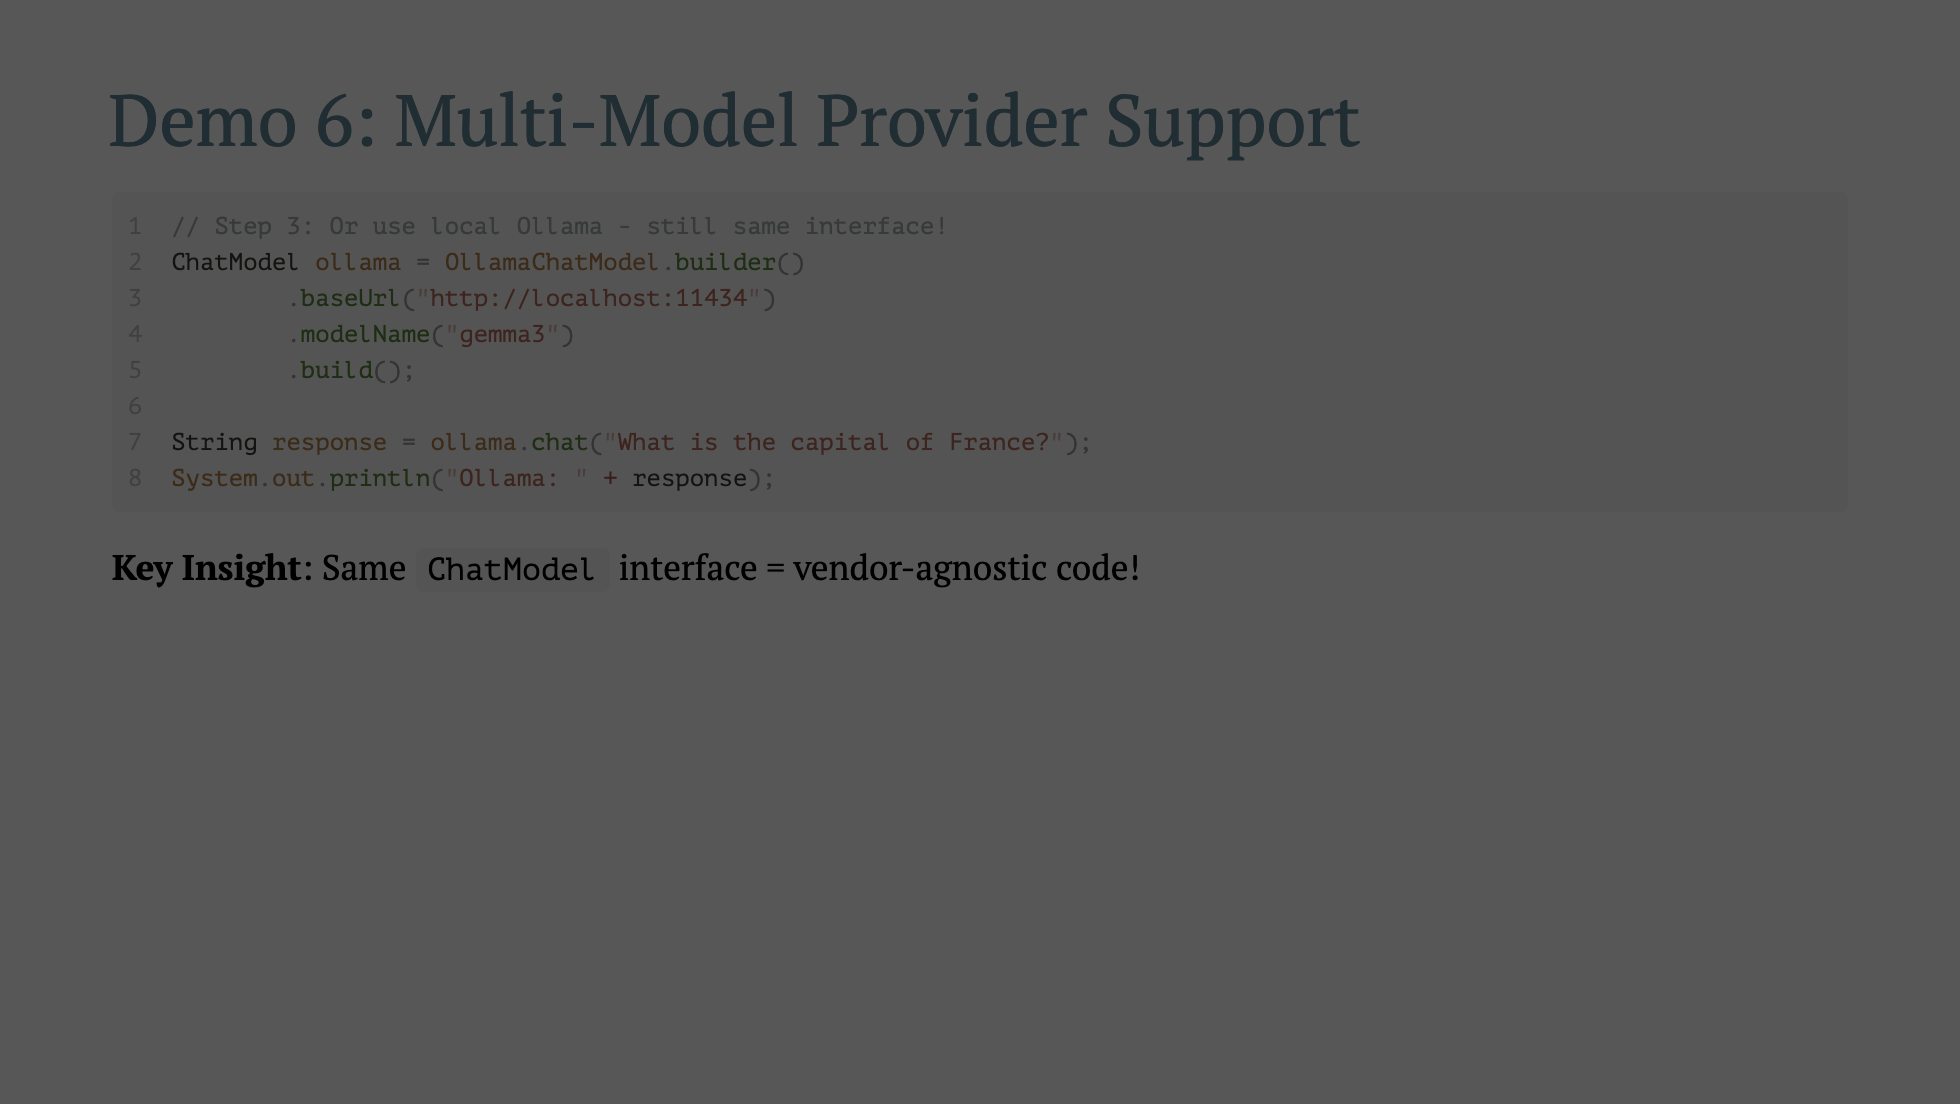 Demo 6: Multi-Model Provider Support
1 // Step 3: Or use local Ollama - still same interface!
2 ChatModel ollama = OllamaChatModel.builder()
3         .baseUrl("http://localhost:11434")
4         .modelName("gemma3")
5         .build();
6
7 String response = ollama.chat("What is the capital of France?");
8 System.out.println("Ollama: " + response);
Key Insight: Same ChatModel interface = vendor-agnostic code!